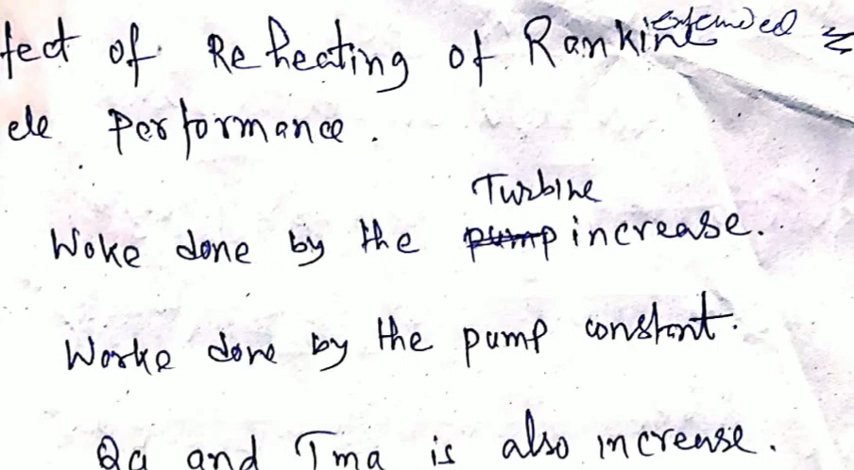 fect of Reheating of Rankine
cle Performance.
Turbine
Woke done by the pump increase.
Worke done by the pump constant.
Qa and Tma is also increase.